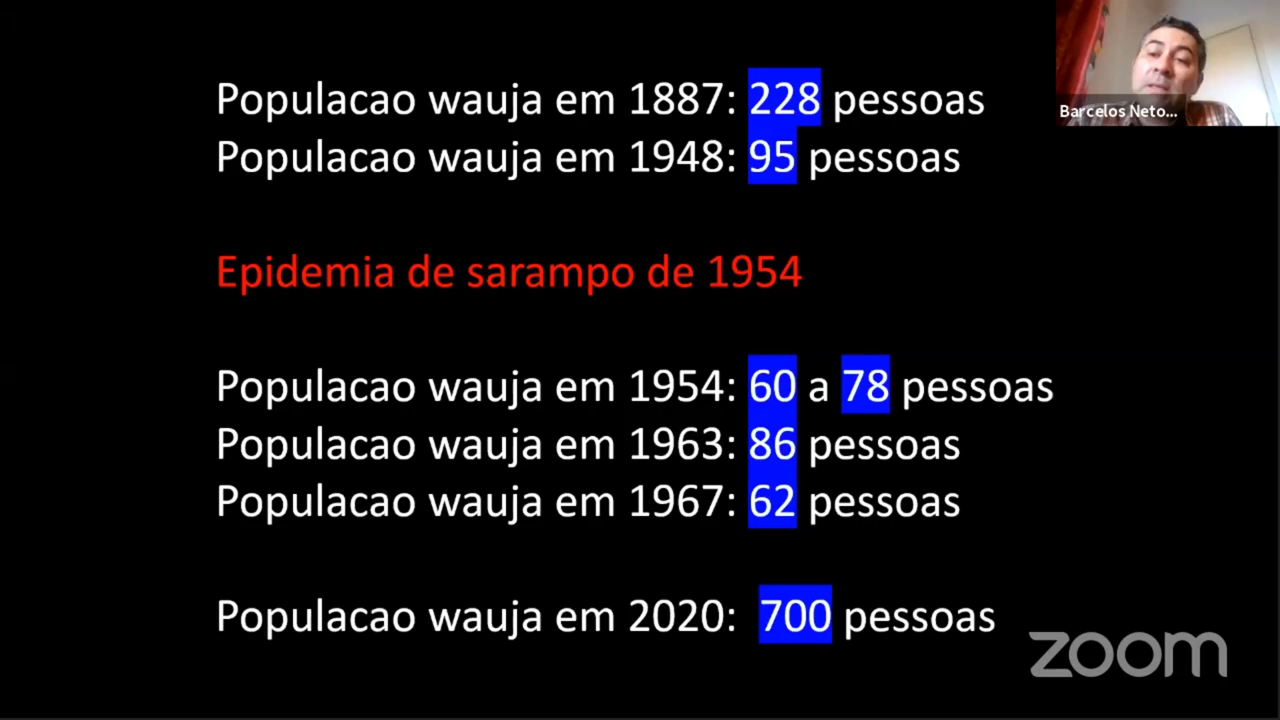 Populacao wauja em 1887: 228 pessoas
Populacao wauja em 1948: 95 pessoas
Epidemia de sarampo de 1954
Populacao wauja em 1954: 60 a 78 pessoas
Populacao wauja em 1963: 86 pessoas
Populacao wauja em 1967: 62 pessoas
Populacao wauja em 2020: 700 pessoas
Barcelos Neto...
zoom